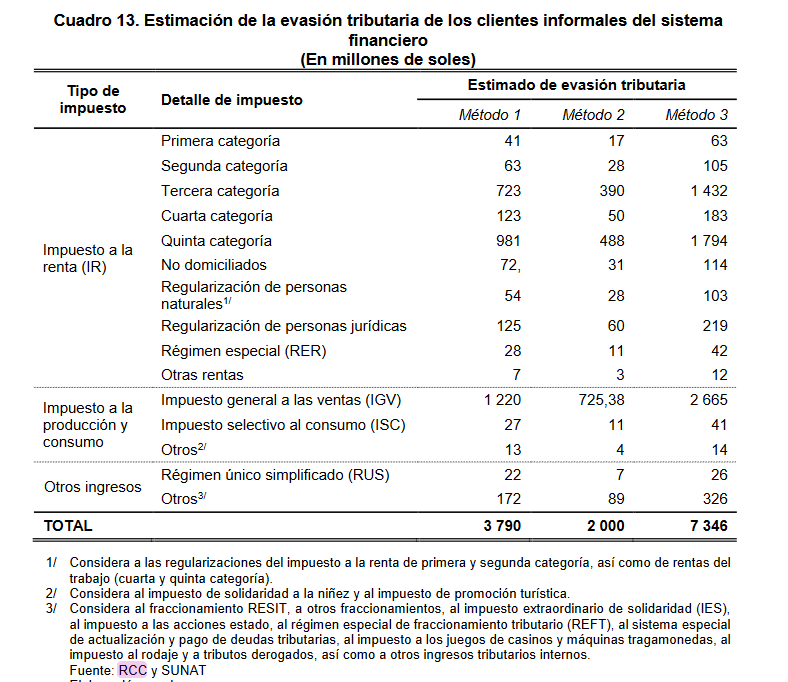 Cuadro 13. Estimación de la evasión tributaria de los clientes informales del sistema
financiero
(En millones de soles)
Tipo de impuesto Detalle de impuesto Estimado de evasión tributaria
Método 1 Método 2 Método 3
Impuesto a la renta (IR)
Primera categoría 41 17 63
Segunda categoría 63 28 105
Tercera categoría 723 390 1 432
Cuarta categoría 123 50 183
Quinta categoría 981 488 1 794
No domiciliados 72, 31 114
Regularización de personas naturales1/ 54 28 103
Regularización de personas jurídicas 125 60 219
Régimen especial (RER) 28 11 42
Otras rentas 7 3 12
Impuesto a la producción y consumo
Impuesto general a las ventas (IGV) 1 220 725,38 2 665
Impuesto selectivo al consumo (ISC) 27 11 41
Otros2/ 13 4 14
Otros ingresos
Régimen único simplificado (RUS) 22 7 26
Otros3/ 172 89 326
TOTAL 3 790 2 000 7 346
1/ Considera a las regularizaciones del impuesto a la renta de primera y segunda categoría, así como de rentas del
trabajo (cuarta y quinta categoría).
2/ Considera al impuesto de solidaridad a la niñez y al impuesto de promoción turística.
3/ Considera al fraccionamiento RESIT, a otros fraccionamientos, al impuesto extraordinario de solidaridad (IES),
al impuesto a las acciones estado, al régimen especial de fraccionamiento tributario (REFT), al sistema especial
de actualización y pago de deudas tributarias, al impuesto a los juegos de casinos y máquinas tragamonedas, al
impuesto al rodaje y a tributos derogados, así como a otros ingresos tributarios internos.
Fuente: RCC y SUNAT